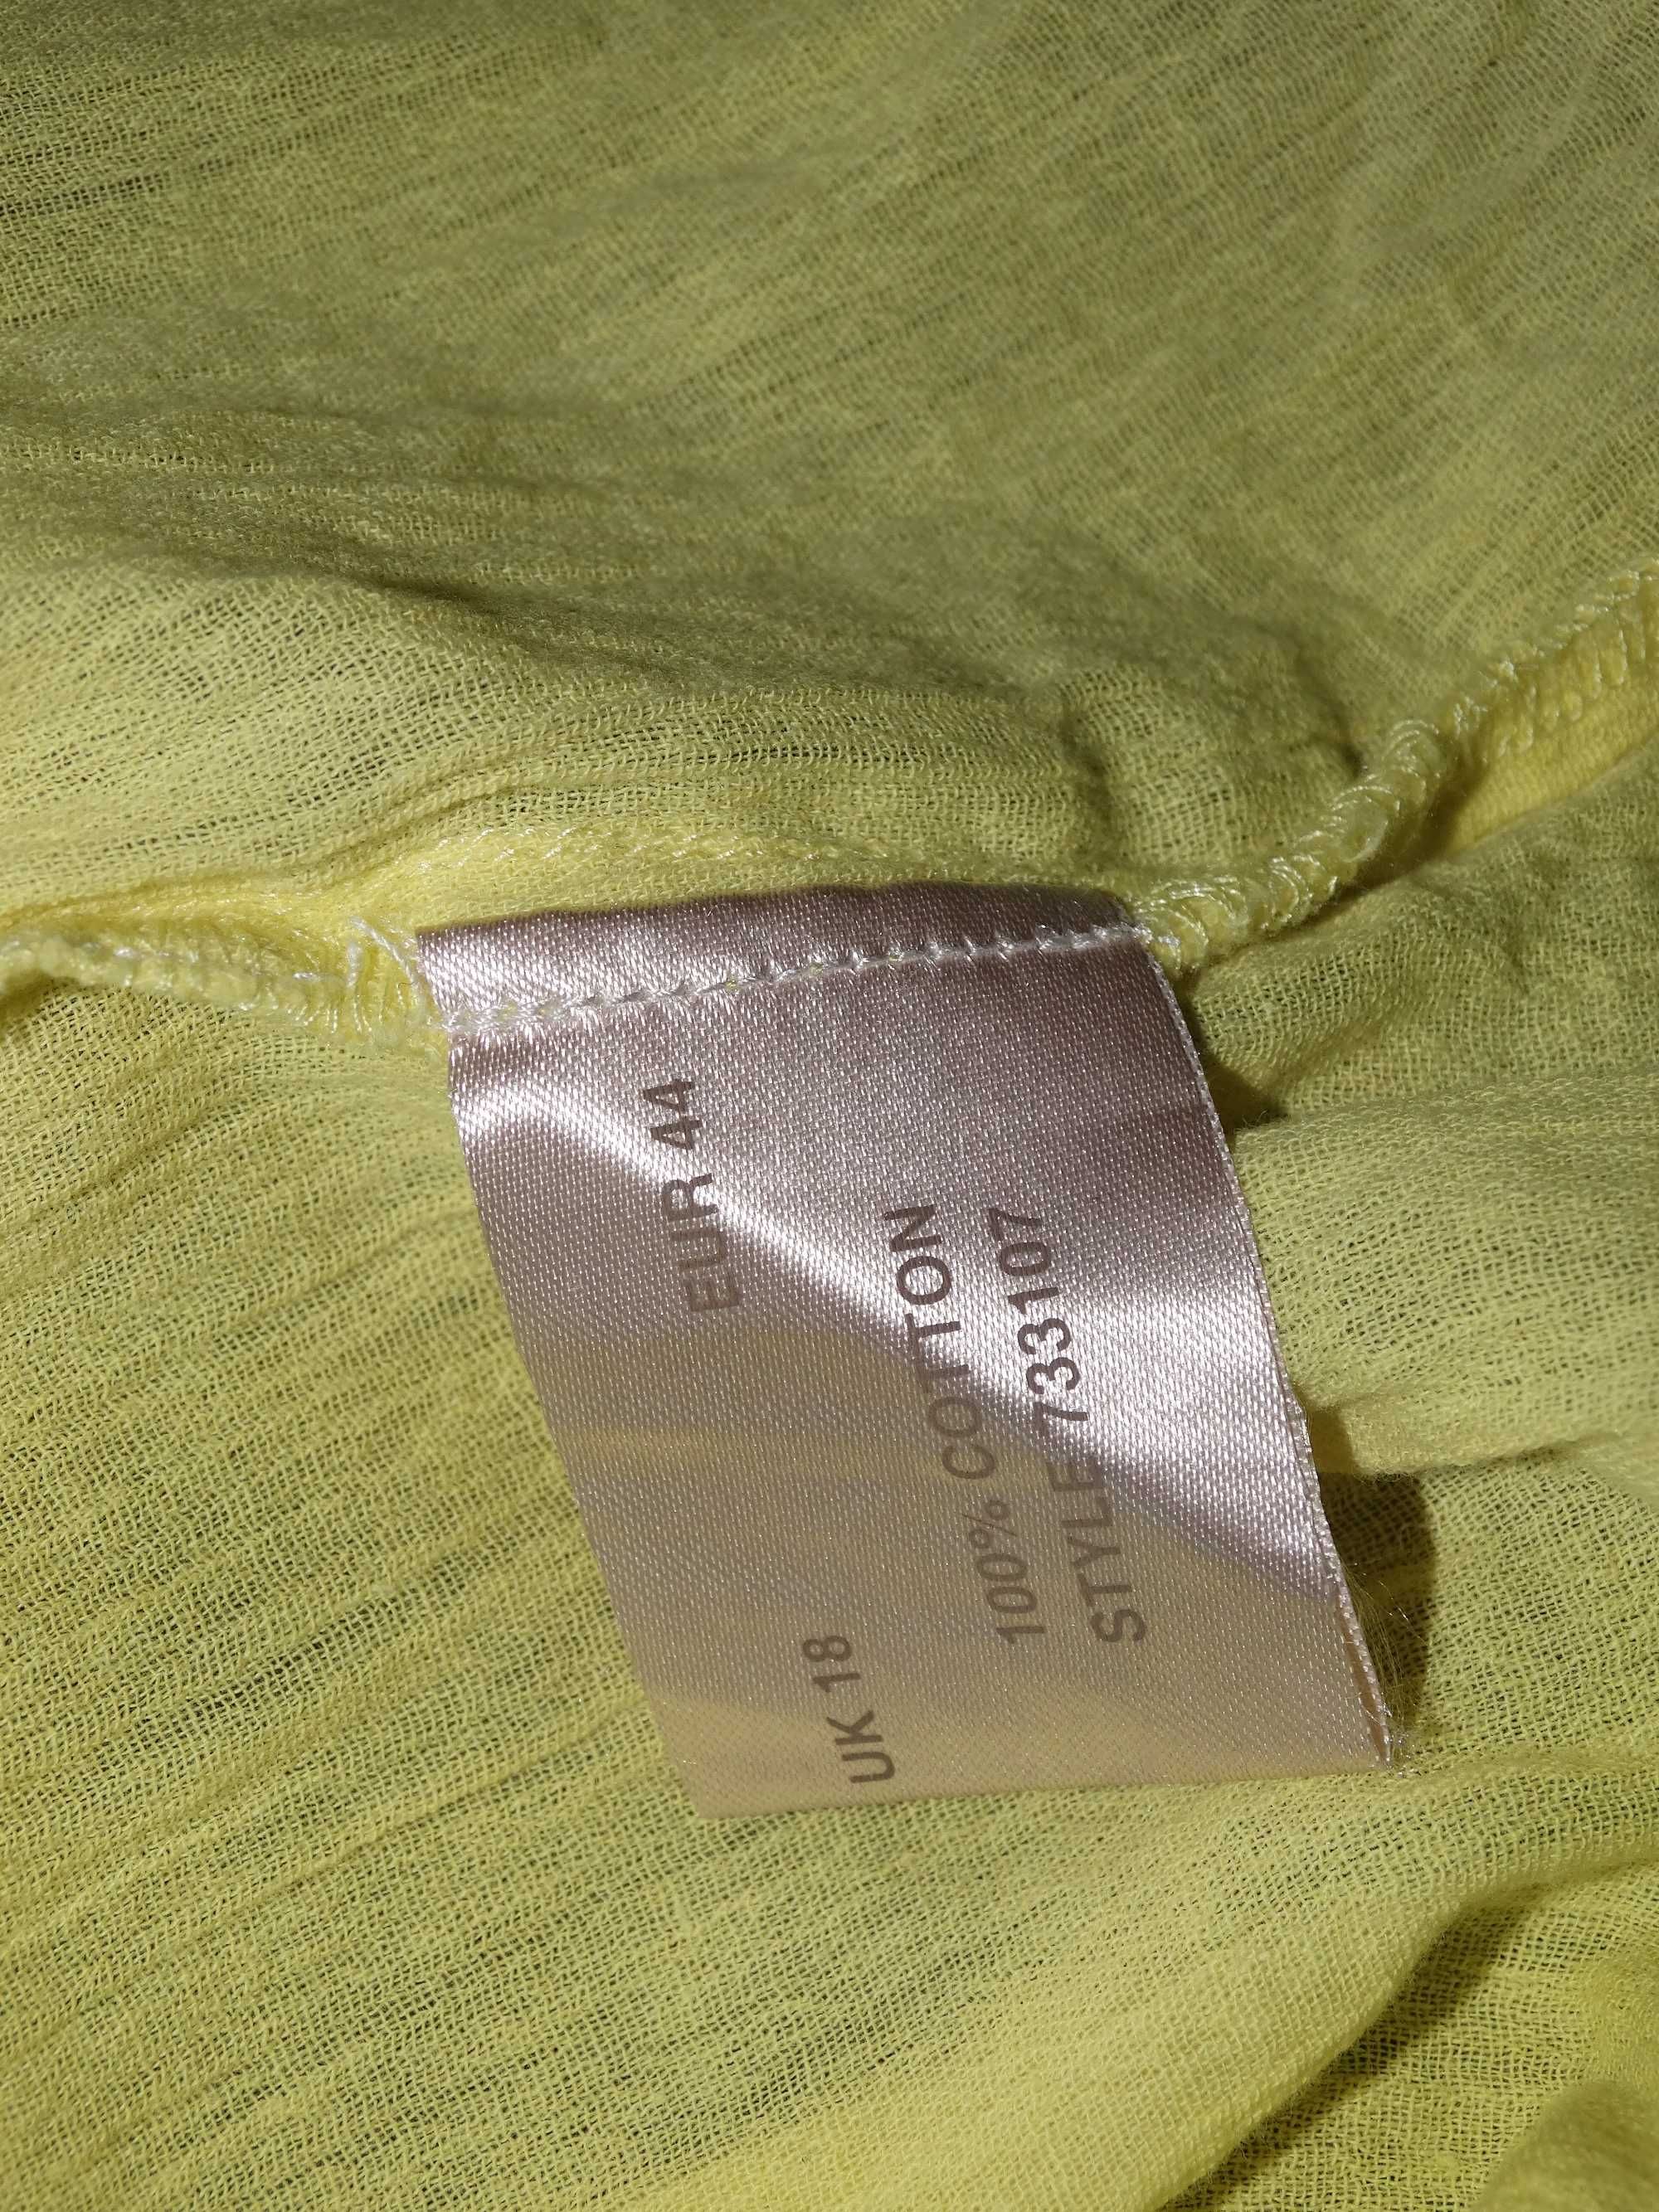 UK 18 EUR 44
100% COTTON
STYLE 733107